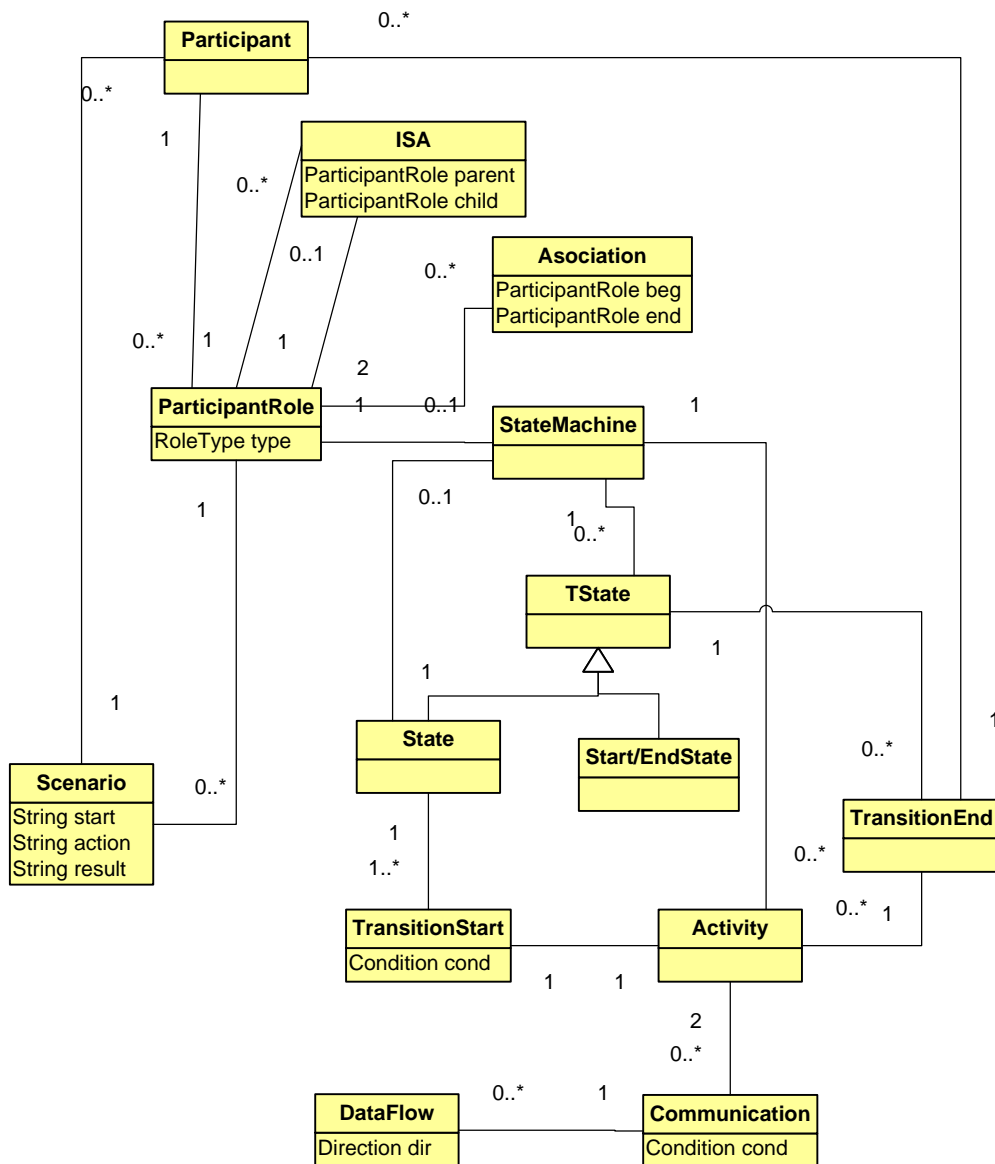 0..*
Participant
0..*
1
ISA
ParticipantRole parent
ParticipantRole child
0..*
0..1
0..*
Asociation
ParticipantRole beg
ParticipantRole end
0..*
1
1
2
ParticipantRole
RoleType type
1
0..1
1
StateMachine
1
0..1
1
0..*
TState
1
1
1
State
Start/EndState
1
Scenario
String start
String action
String result
0..*
0..*
TransitionEnd
1
1..*
0..*
0..*
1
TransitionStart
Condition cond
Activity
1
1
2
0..*
0..*
1
DataFlow
Direction dir
Communication
Condition cond